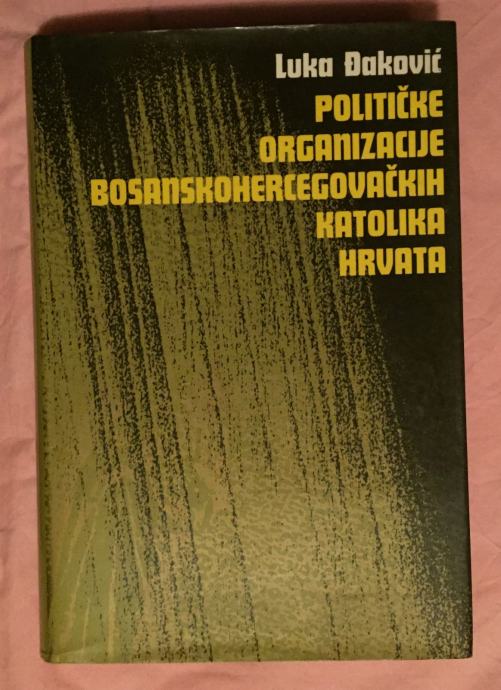 Luka Đaković
POLITIČKE
ORGANIZACIJE
BOSANSKOHERCEGOVAČKIH
KATOLIKA
HRVATA